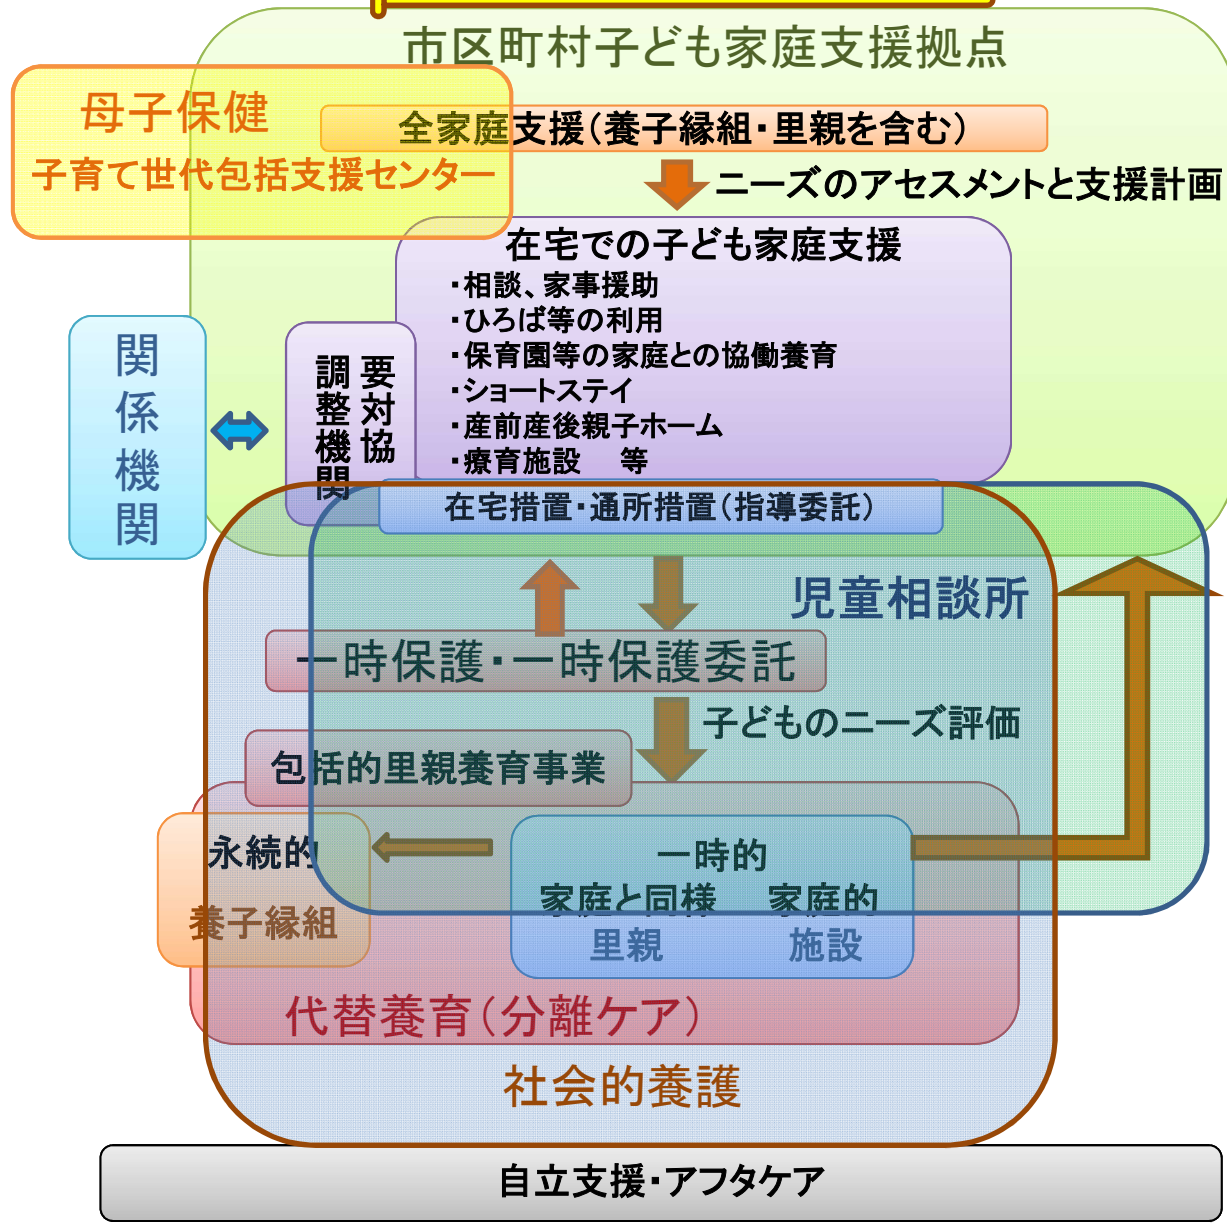 市区町村子ども家庭支援拠点
母子保健
子育て世代包括支援センター
全家庭支援(養子縁組・里親を含む)
ニーズのアセスメントと支援計画
在宅での子ども家庭支援
・相談、家事援助
・ひろば等の利用
・保育園等の家庭との協働養育
・ショートステイ
・産前産後親子ホーム
・療育施設　等
関係機関
要対協
調整機関
在宅措置・通所措置(指導委託)
児童相談所
一時保護・一時保護委託
子どものニーズ評価
包括的里親養育事業
永続的
養子縁組
一時的
家庭と同様　家庭的
里親　施設
代替養育(分離ケア)
社会的養護
自立支援・アフタケア